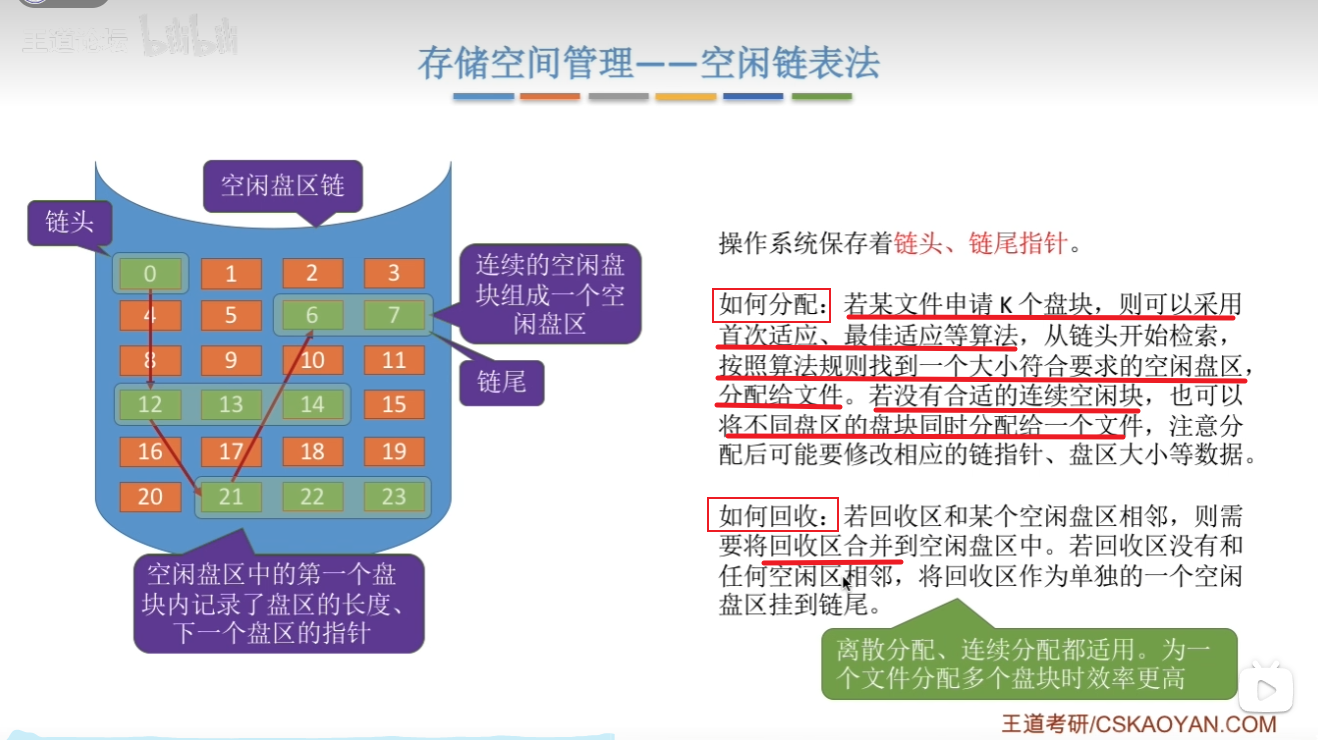 王道论坛 bilibili
存储空间管理——空闲链表法
空闲盘区链
链头
0 1 2 3
4 5 6 7
8 9 10 11
12 13 14 15
16 17 18 19
20 21 22 23
连续的空闲盘
块组成一个空
闲盘区
链尾
空闲盘区中的第一个盘
块内记录了盘区的长度、
下一个盘区的指针
操作系统保存着链头、链尾指针。
如何分配：若某文件申请 K 个盘块，则可以采用
首次适应、最佳适应等算法，从链头开始检索，
按照算法规则找到一个大小符合要求的空闲盘区，
分配给文件。若没有合适的连续空闲块，也可以
将不同盘区的盘块同时分配给一个文件，注意分
配后可能要修改相应的链指针、盘区大小等数据。
如何回收：若回收区和某个空闲盘区相邻，则需
要将回收区合并到空闲盘区中。若回收区没有和
任何空闲区相邻，将回收区作为单独的一个空闲
盘区挂到链尾。
离散分配、连续分配都适用。为一
个文件分配多个盘块时效率更高
王道考研/CSKAOYAN.COM